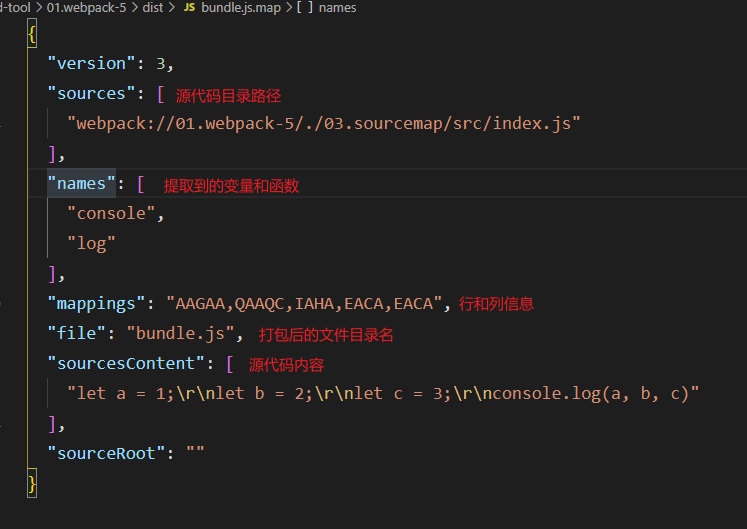 d-tool > 01.webpack-5 > dist > JS bundle.js.map > [ ] names
{
"version": 3,
"sources": [ 源代码目录路径
"webpack://01.webpack-5/./03.sourcemap/src/index.js"
],
"names": [ 提取到的变量和函数
"console",
"log"
],
"mappings": "AAGAA,QAAQC,IAHA,EACA,EACA", 行和列信息
"file": "bundle.js", 打包后的文件目录名
"sourcesContent": [ 源代码内容
"let a = 1;\r\nlet b = 2;\r\nlet c = 3;\r\nconsole.log(a, b, c)"
],
"sourceRoot": ""
}